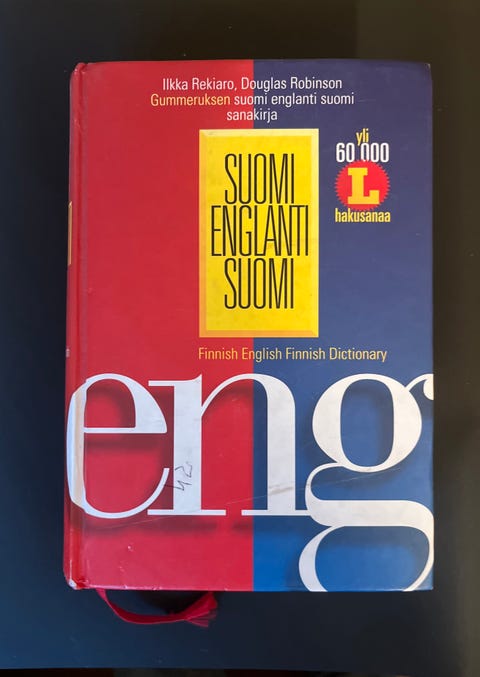 Ilkka Rekiaro, Douglas Robinson
Gummeruksen suomi englanti suomi
sanakirja
yli
60 000
L
hakusanaa
SUOMI
ENGLANTI
SUOMI
Finnish English Finnish Dictionary
eng